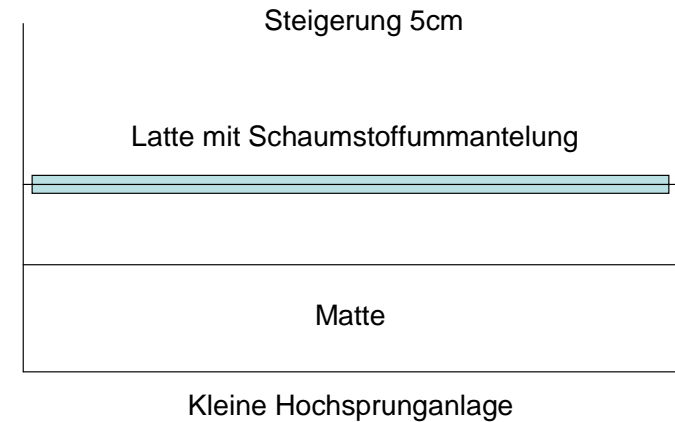 Steigerung 5cm
Latte mit Schaumstoffummantelung
Matte
Kleine Hochsprunganlage